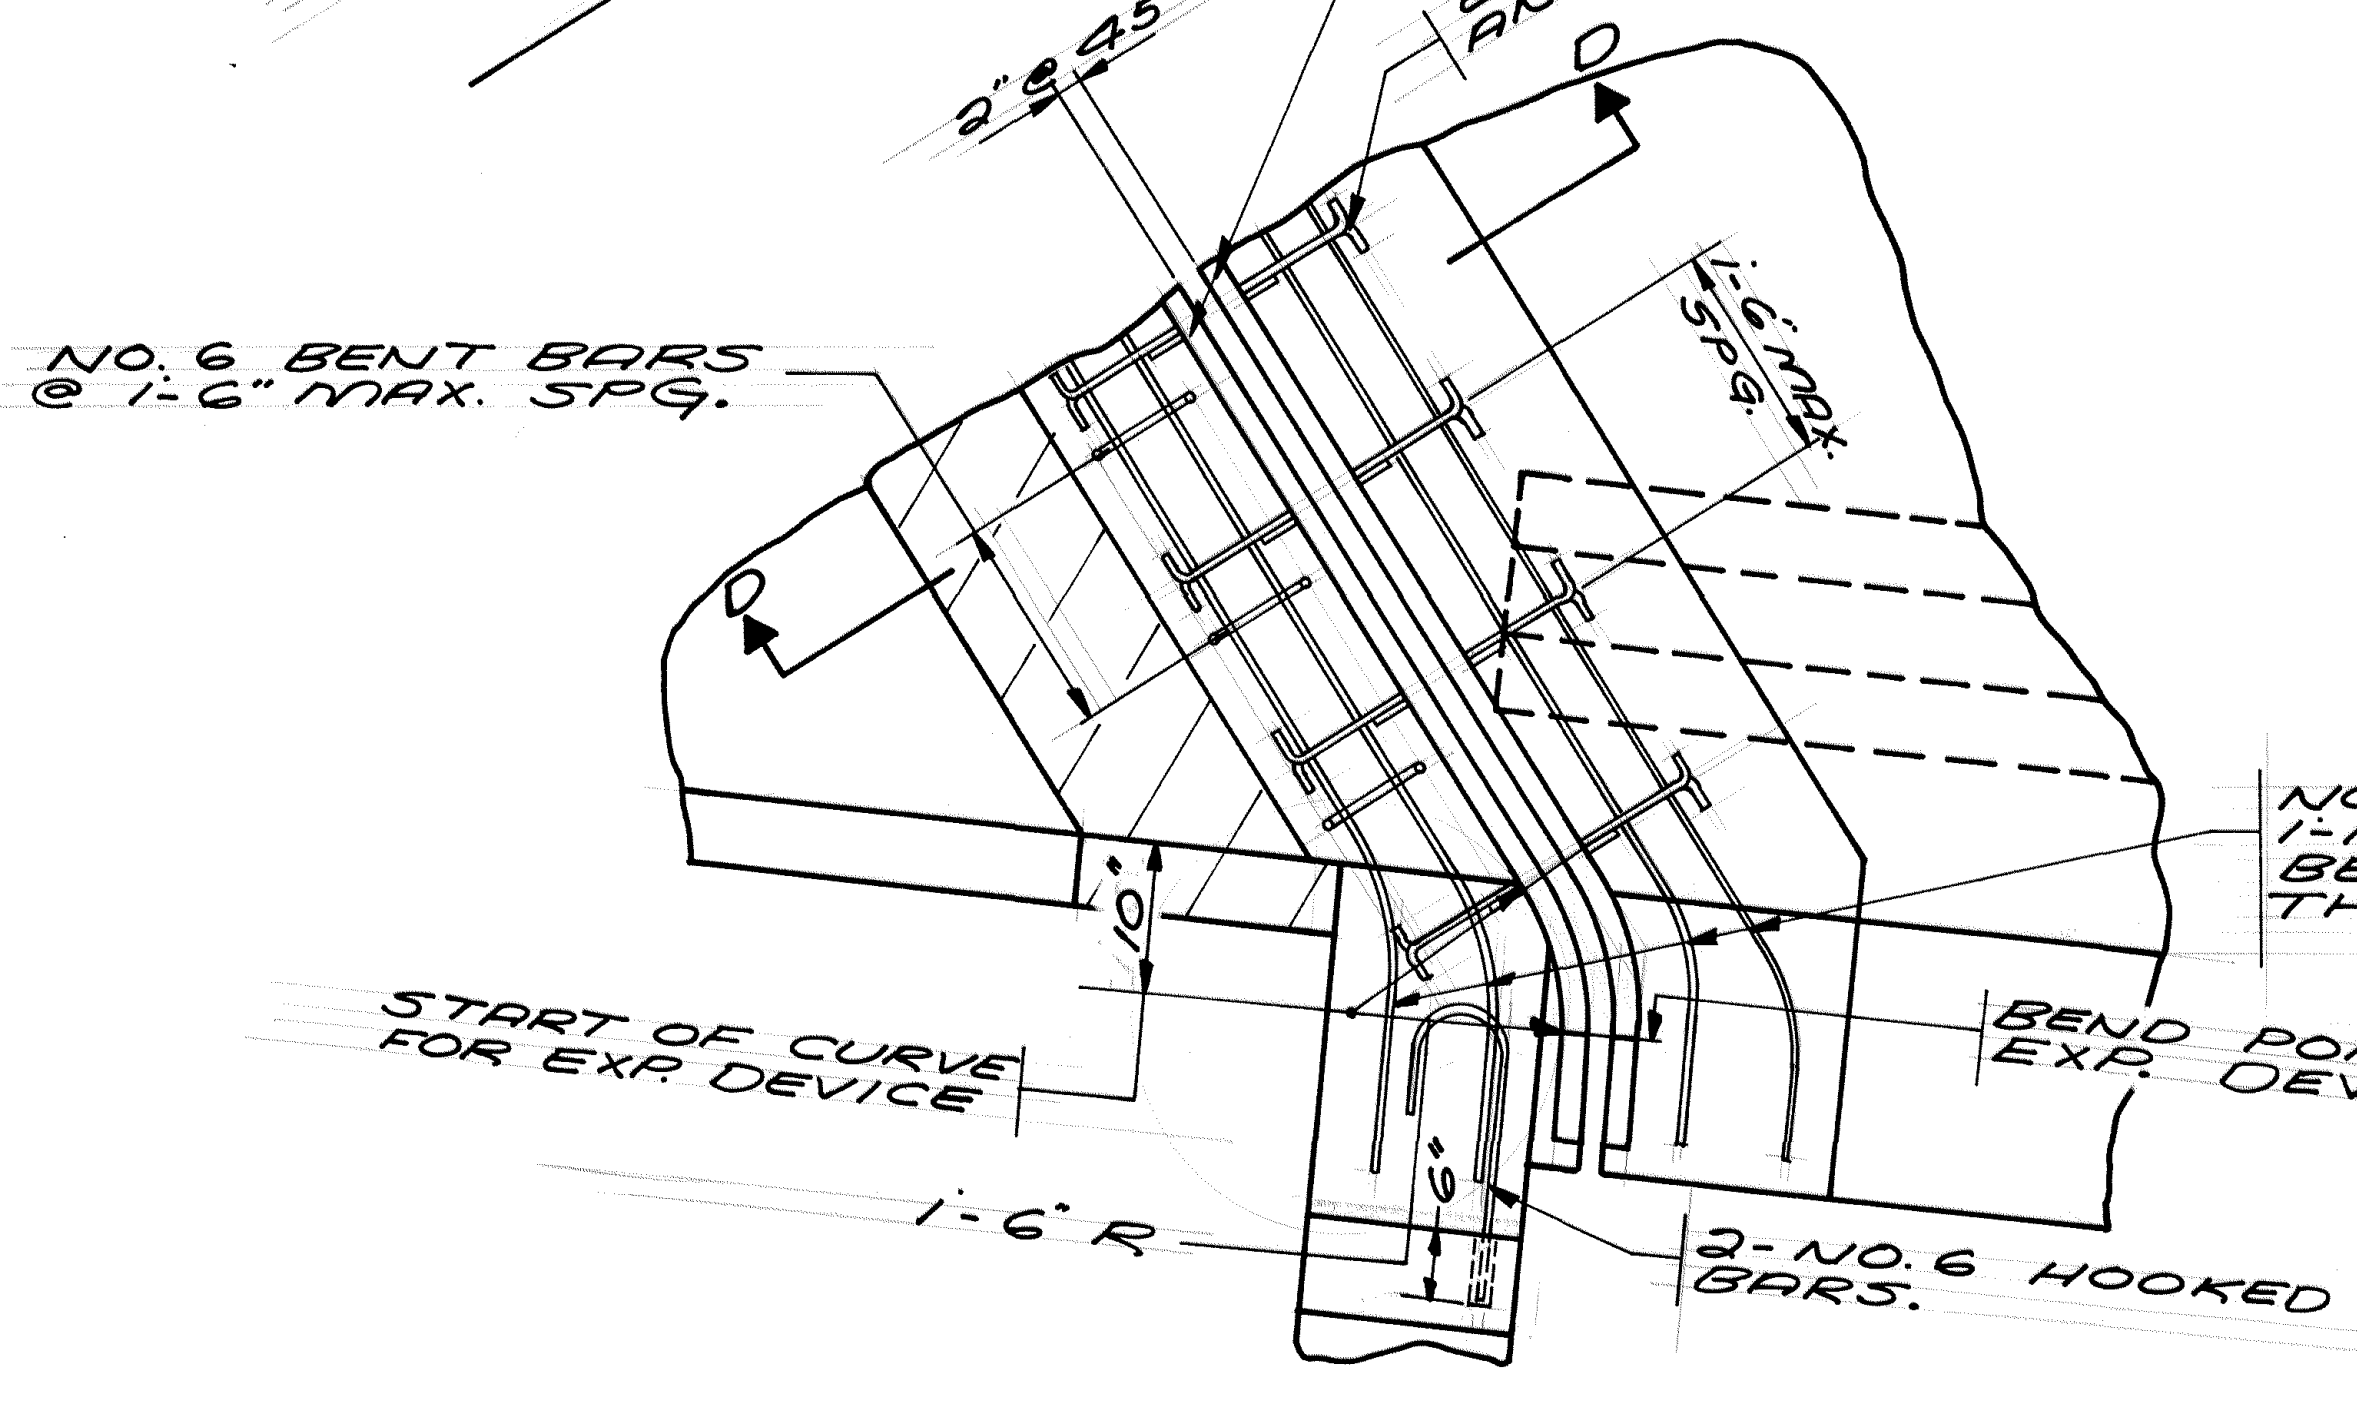 2" @ 45
D
1'-6" MAX.
SPG.
NO. 6 BENT BARS
@ 1'-6" MAX. SPG.
D
10"
START OF CURVE
FOR EXP. DEVICE
BEND
EXP.
1'-6" R
6"
2- NO. 6 HOOKED
BARS.